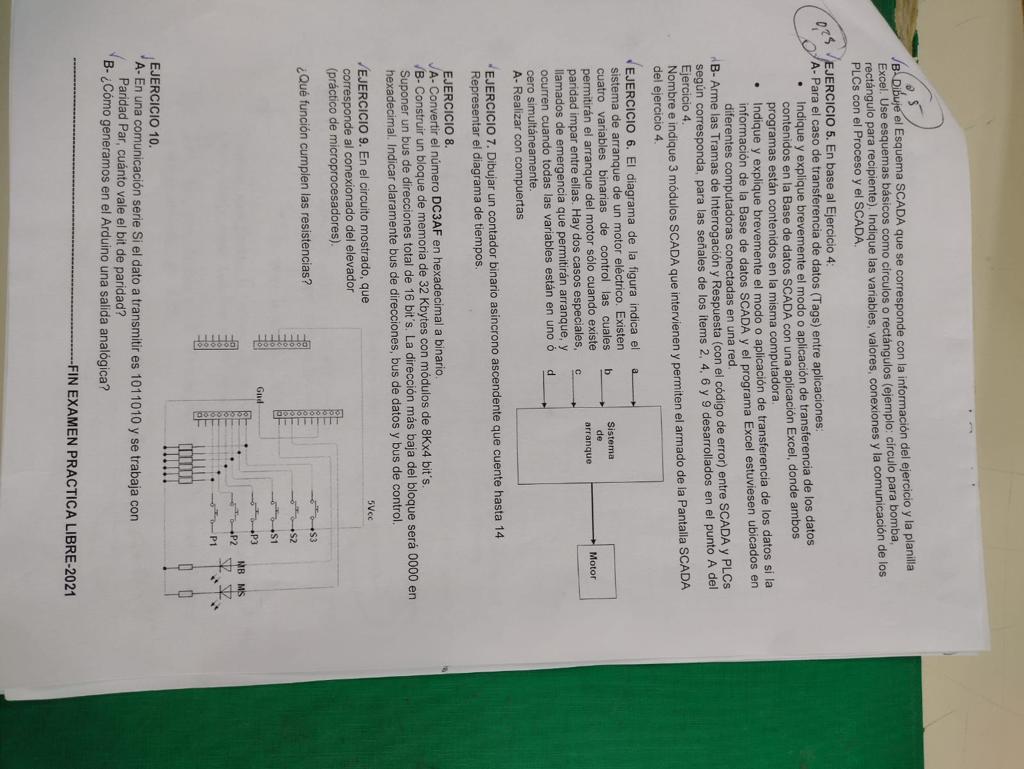 0,5
B- Dibuje el Esquema SCADA que se corresponde con la información del ejercicio y la planilla
Excel. Use esquemas básicos como círculos o rectángulos (ejemplo: círculo para bomba,
rectángulo para recipiente). Indique las variables, valores, conexiones y la comunicación de los
PLCs con el Proceso y el SCADA.
0,25
EJERCICIO 5. En base al Ejercicio 4:
A- Para el caso de transferencia de datos (Tags) entre aplicaciones:
• Indique y explique brevemente el modo o aplicación de transferencia de los datos
contenidos en la Base de datos SCADA con una aplicación Excel, donde ambos
programas están contenidos en la misma computadora.
• Indique y explique brevemente el modo o aplicación de transferencia de los datos si la
información de la Base de datos SCADA y el programa Excel estuviesen ubicados en
diferentes computadoras conectadas en una red.
B- Arme las Tramas de Interrogación y Respuesta (con el código de error) entre SCADA y PLCs
según corresponda, para las señales de los ítems 2, 4, 6 y 9 desarrollados en el punto A del
Ejercicio 4.
Nombre e indique 3 módulos SCADA que intervienen y permiten el armado de la Pantalla SCADA
del ejercicio 4.
EJERCICIO 6. El diagrama de la figura indica el
sistema de arranque de un motor eléctrico. Existen
cuatro variables binarias de control las cuales
permitirán el arranque del motor sólo cuando existe
paridad impar entre ellas. Hay dos casos especiales,
llamados de emergencia que permitirán arranque, y
ocurren cuando todas las variables están en uno ó
cero simultáneamente.
A- Realizar con compuertas
a
b
c
d
Sistema
de
arranque
Motor
EJERCICIO 7. Dibujar un contador binario asincrono ascendente que cuente hasta 14
Representar el diagrama de tiempos.
EJERCICIO 8.
A- Convertir el número DC3AF en hexadecimal a binario.
B- Construir un bloque de memoria de 32 Kbytes con módulos de 8Kx4 bit´s.
Suponer un bus de direcciones total de 16 bit´s. La dirección más baja del bloque será 0000 en
hexadecimal. Indicar claramente bus de direcciones, bus de datos y bus de control.
EJERCICIO 9. En el circuito mostrado, que
corresponde al conexionado del elevador
(práctico de microprocesadores).
¿Qué función cumplen las resistencias?
5Vcc
S3
S2
S1
Gnd
P3
P2
P1
MB MS
EJERCICIO 10.
A- En una comunicación serie Si el dato a transmitir es 1011010 y se trabaja con
Paridad Par, cuánto vale el bit de paridad?
B- ¿Cómo generamos en el Arduino una salida analógica?
--------------------------------------------------------FIN EXAMEN PRACTICA LIBRE-2021